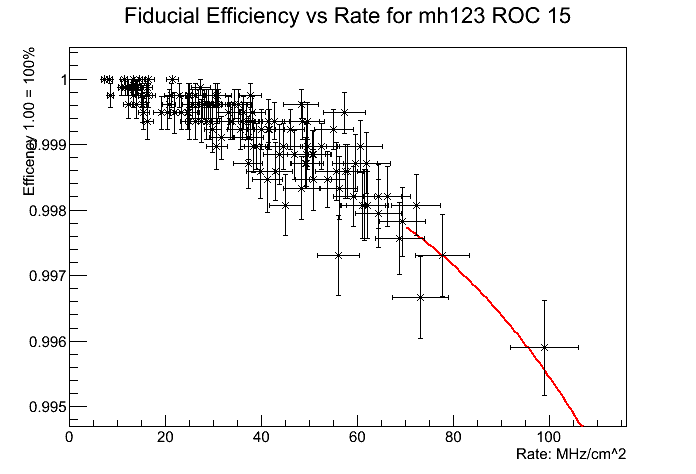 Fiducial Efficiency vs Rate for mh123 ROC 15
Efficeny 1.00 = 100%
1
0.999
0.998
0.997
0.996
0.995
0 20 40 60 80 100
Rate: MHz/cm^2